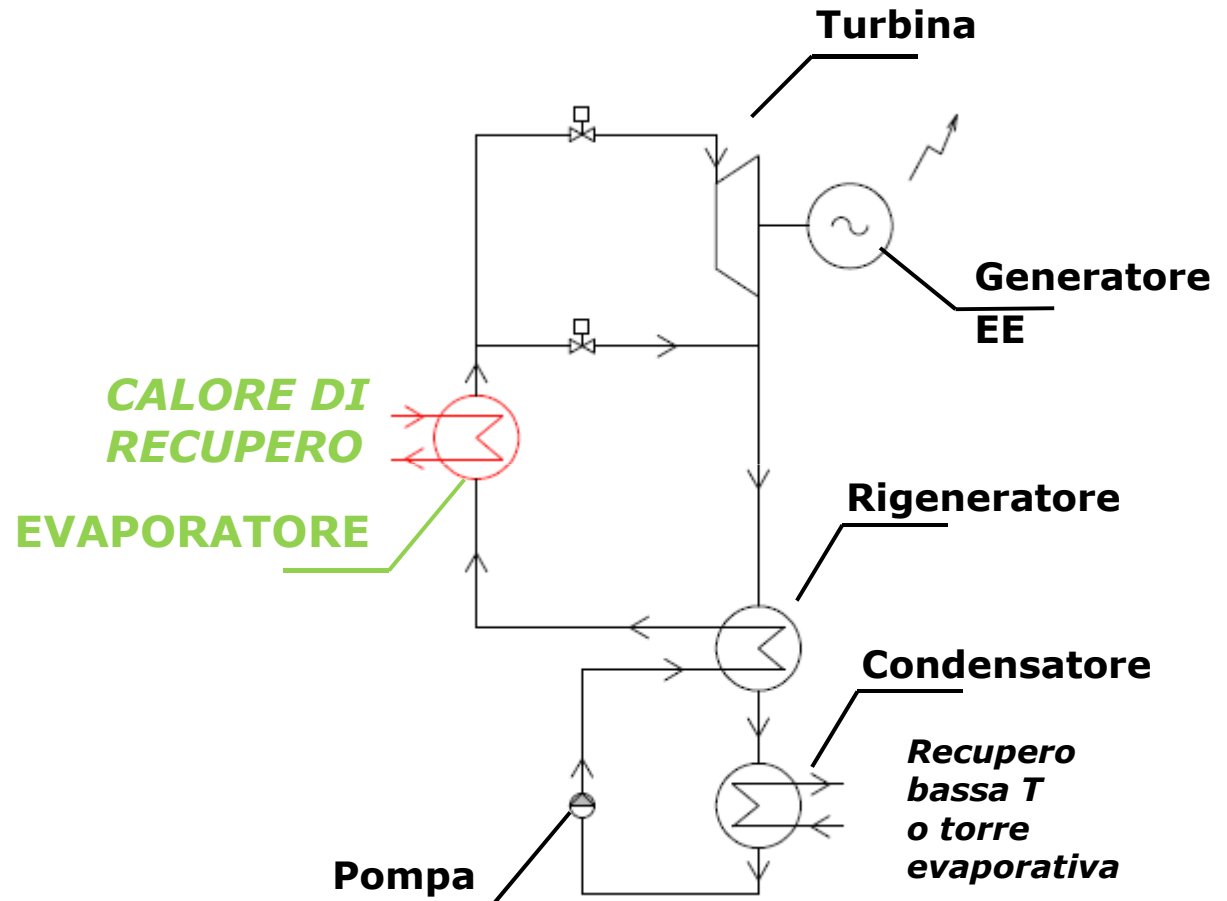 Turbina
Generatore
EE
CALORE DI
RECUPERO
EVAPORATORE
Rigeneratore
Condensatore
Recupero
bassa T
o torre
evaporativa
Pompa